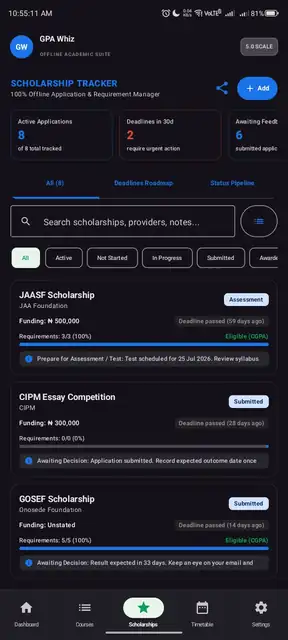 10:55:11
0.04
KB/s
VoLTE
81%
GW
GPA Whiz
OFFLINE ACADEMIC SUITE
5.0 SCALE
SCHOLARSHIP TRACKER
100% Offline Application & Requirement Manager
+ Add
Active Applications
8
of 8 total tracked
Deadlines in 30d
2
require urgent action
Awaiting Feedb
6
submitted applic
All (8)
Deadlines Roadmap
Status Pipeline
Search scholarships, providers, notes...
All
Active
Not Started
In Progress
Submitted
Awarde
JAASF Scholarship
JAA Foundation
Assessment
Funding: ₦ 500,000
Deadline passed (59 days ago)
Requirements: 3/3 (100%)
Eligible (CGPA)
Prepare for Assessment / Test: Test scheduled for 25 Jul 2026. Review syllabus
CIPM Essay Competition
CIPM
Submitted
Funding: ₦ 300,000
Deadline passed (28 days ago)
Requirements: 0/0 (0%)
Awaiting Decision: Application submitted. Record expected outcome date once
GOSEF Scholarship
Onosede Foundation
Submitted
Funding: Unstated
Deadline passed (14 days ago)
Requirements: 5/5 (100%)
Eligible (CGPA)
Awaiting Decision: Result expected in 33 days. Keep an eye on your email and
Dashboard
Courses
Scholarships
Timetable
Settings